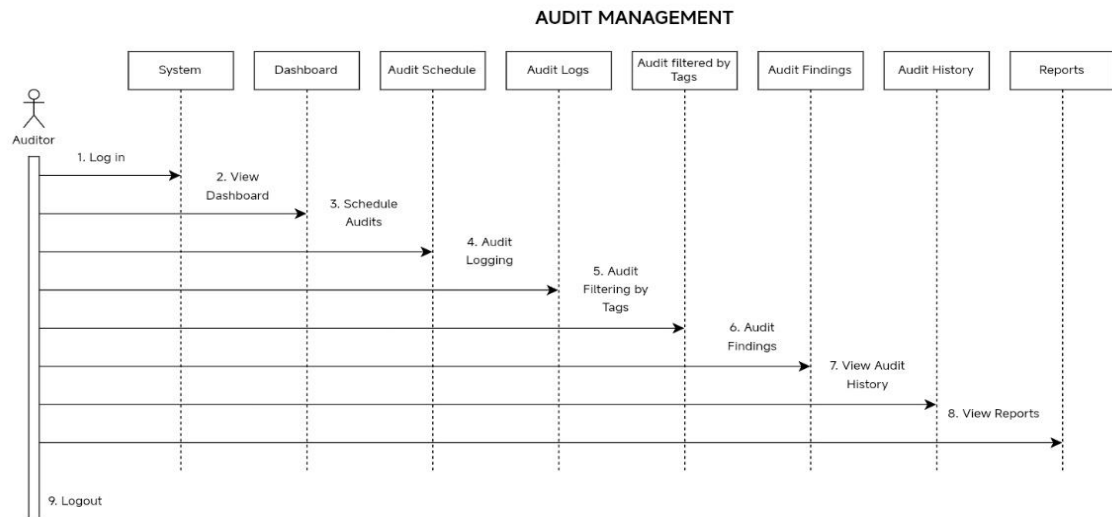 AUDIT MANAGEMENT
System
Dashboard
Audit Schedule
Audit Logs
Audit filtered by
Tags
Audit Findings
Audit History
Reports
Auditor
1. Log in
2. View
Dashboard
3. Schedule
Audits
4. Audit
Logging
5. Audit
Filtering by
Tags
6. Audit
Findings
7. View Audit
History
8. View Reports
9. Logout